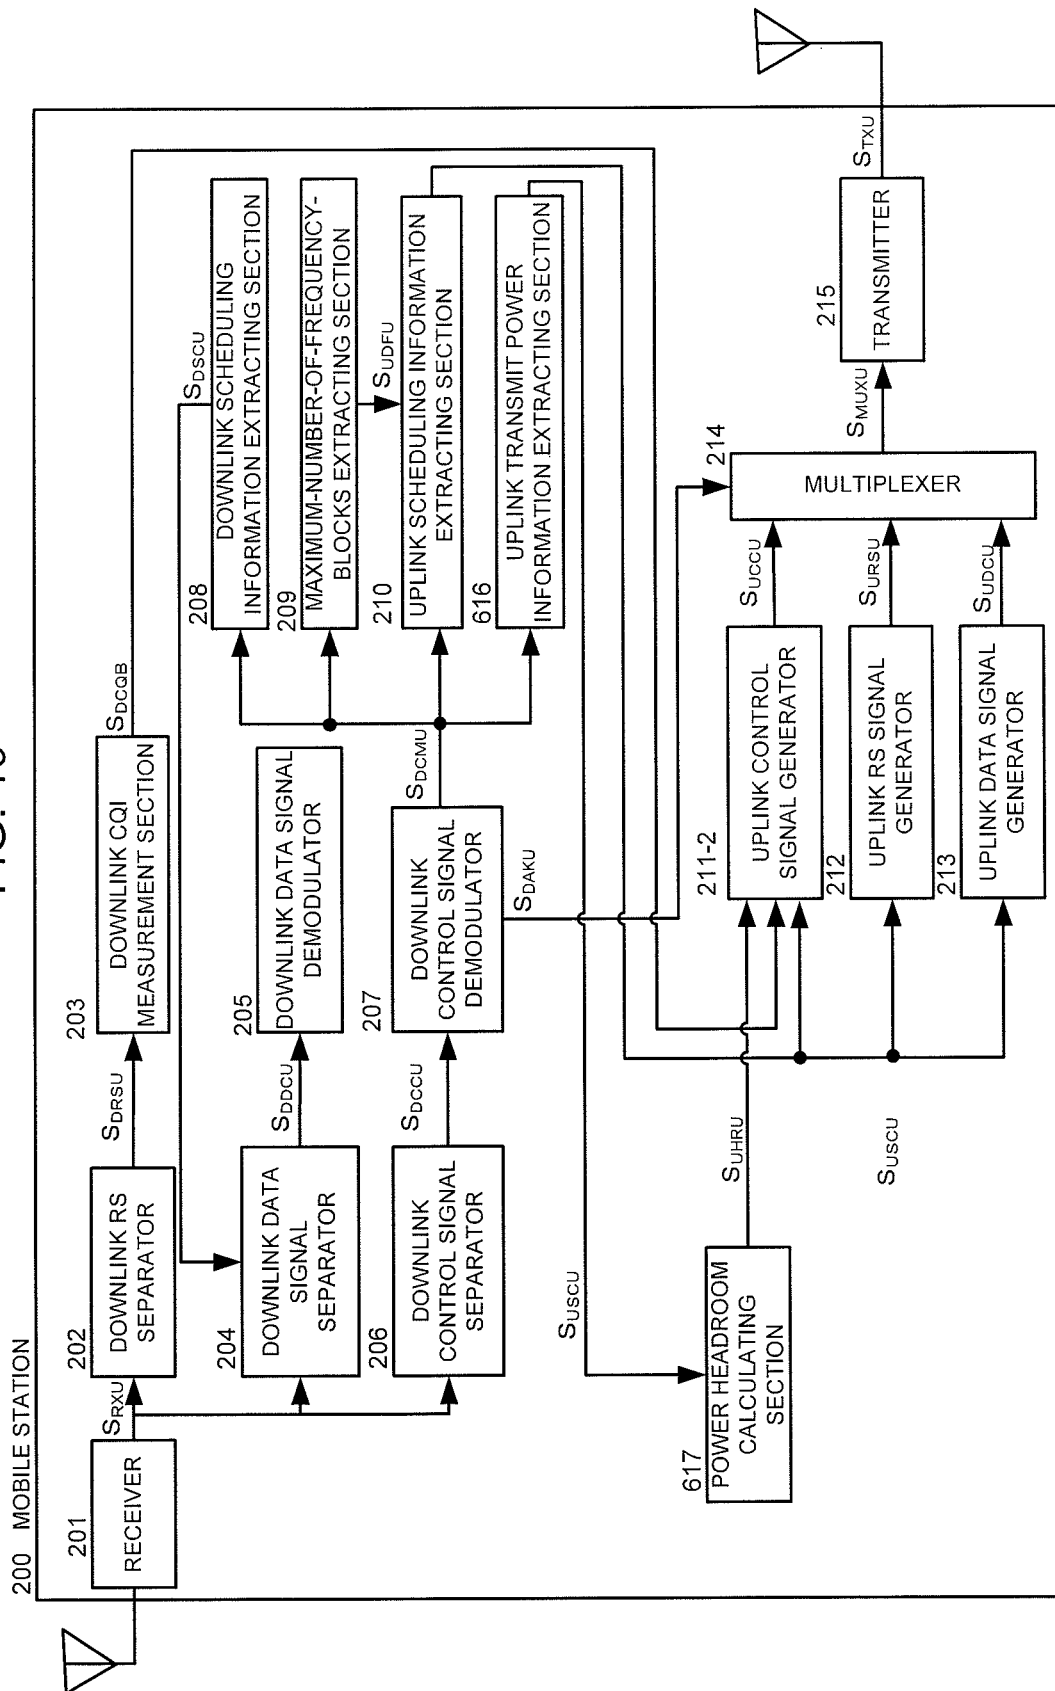 200 MOBILE STATION
201
RECEIVER
SRXU
202
DOWNLINK RS
SEPARATOR
SDRSU
203
DOWNLINK CQI
MEASUREMENT SECTION
SDCQB
204
DOWNLINK DATA
SIGNAL
SEPARATOR
SDDCU
205
DOWNLINK DATA SIGNAL
DEMODULATOR
206
DOWNLINK
CONTROL SIGNAL
SEPARATOR
SDCCU
207
DOWNLINK
CONTROL SIGNAL
DEMODULATOR
SDCMU
SDAKU
SDSCU
208
DOWNLINK SCHEDULING
INFORMATION EXTRACTING SECTION
209
MAXIMUM-NUMBER-OF-FREQUENCY-
BLOCKS EXTRACTING SECTION
SUDFU
210
UPLINK SCHEDULING INFORMATION
EXTRACTING SECTION
616
UPLINK TRANSMIT POWER
INFORMATION EXTRACTING SECTION
SUSCU
617
POWER HEADROOM
CALCULATING
SECTION
SUHRU
SUSCU
211-2
UPLINK CONTROL
SIGNAL GENERATOR
SUCCU
212
UPLINK RS SIGNAL
GENERATOR
SURSU
213
UPLINK DATA SIGNAL
GENERATOR
SUDCU
214
MULTIPLEXER
SMUXU
215
TRANSMITTER
STXU